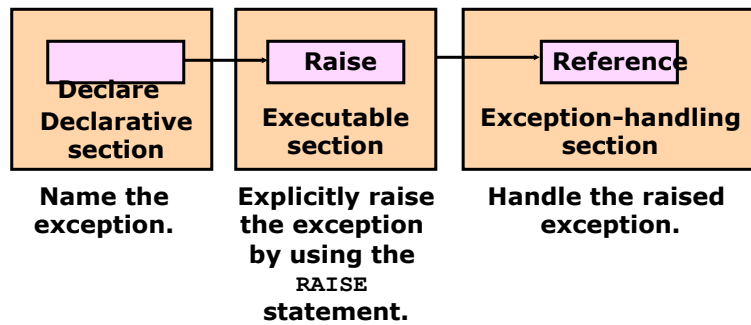 Declare
Declarative
section
Name the
exception.
Raise
Executable
section
Explicitly raise
the exception
by using the
RAISE
statement.
Reference
Exception-handling
section
Handle the raised
exception.